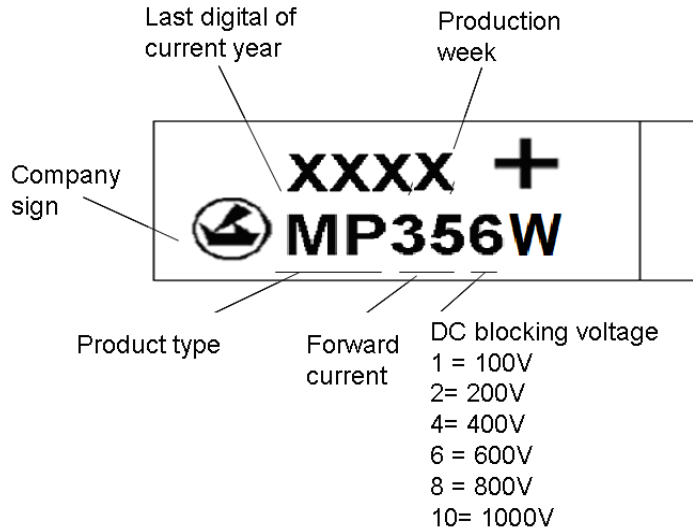 Last digital of
current year
Production
week
Company
sign
XXXX +
MP356W
Product type
Forward
current
DC blocking voltage
1 = 100V
2= 200V
4= 400V
6 = 600V
8 = 800V
10= 1000V